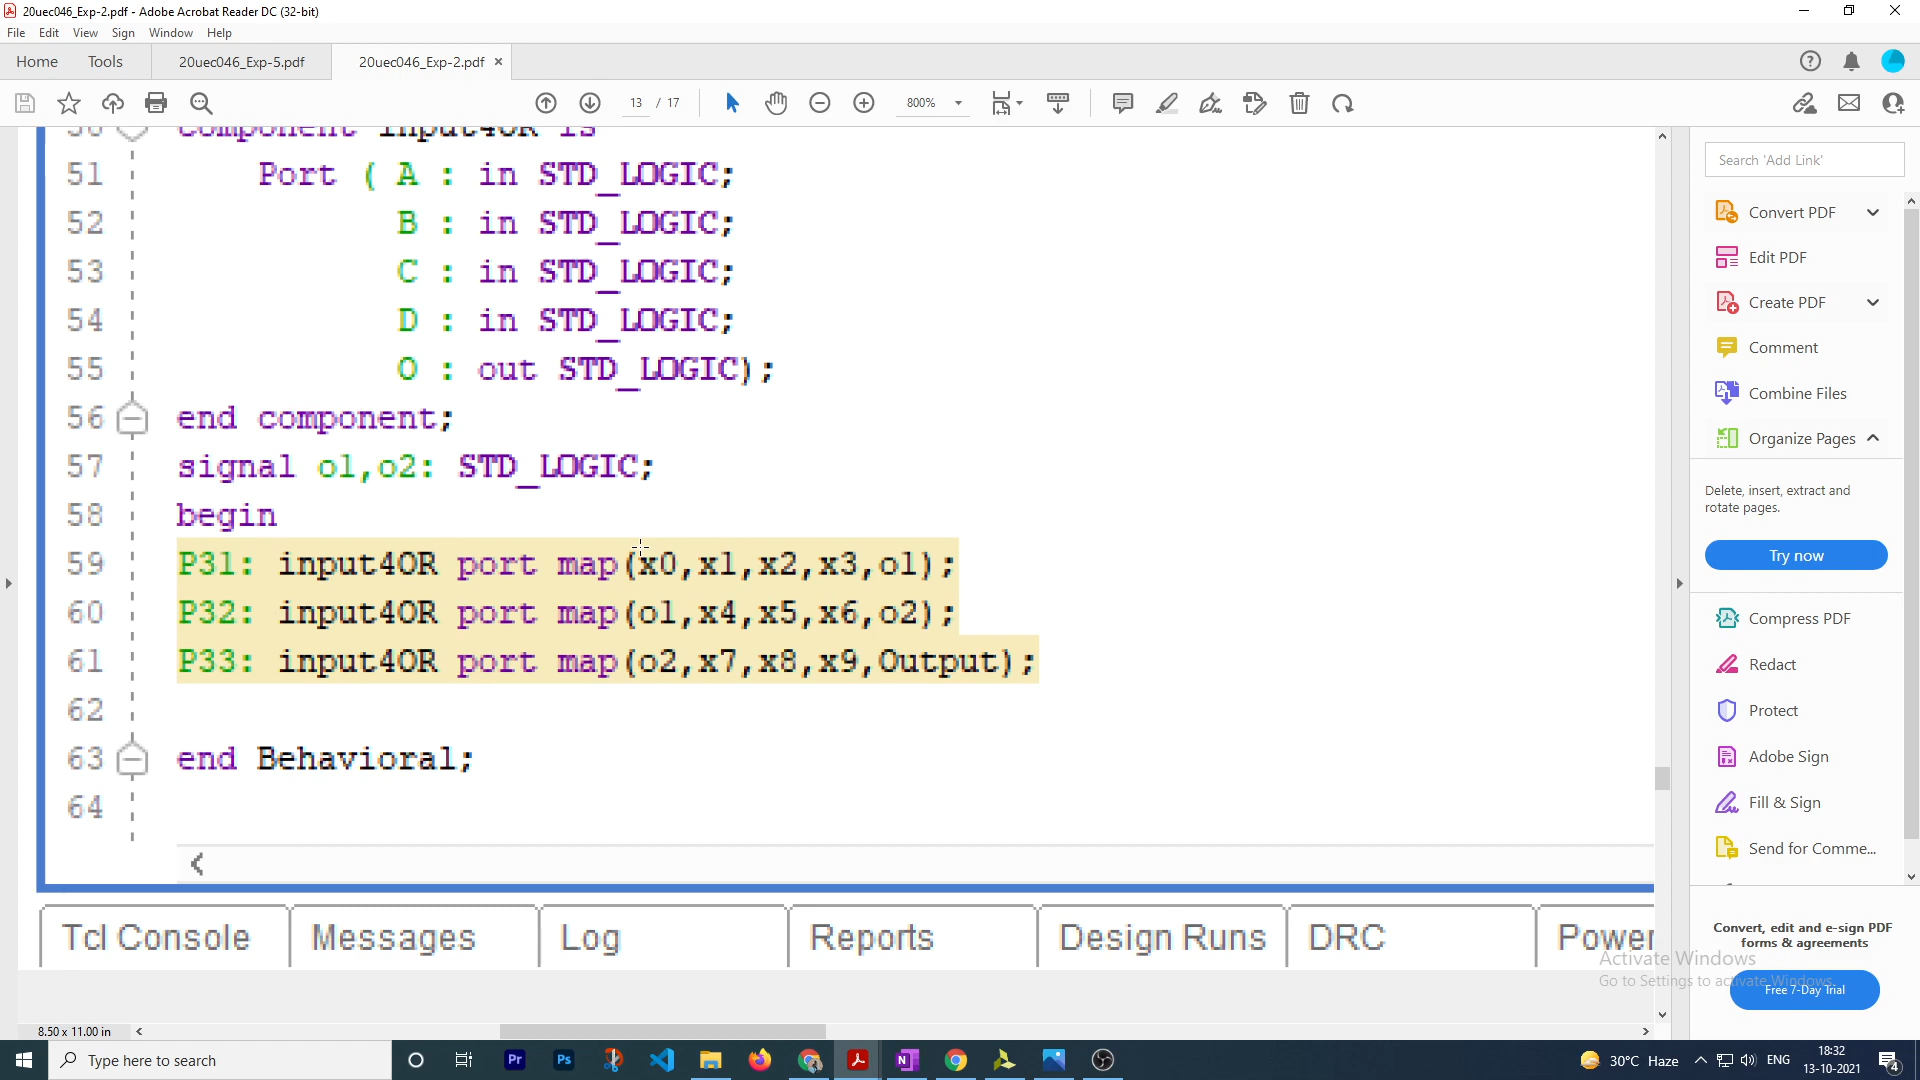 20uec046_Exp-2.pdf - Adobe Acrobat Reader DC (32-bit)
File Edit View Sign Window Help
Home Tools 20uec046_Exp-5.pdf 20uec046_Exp-2.pdf ×
13 / 17 800%
50 component input4OR is
51 Port ( A : in STD_LOGIC;
52 B : in STD_LOGIC;
53 C : in STD_LOGIC;
54 D : in STD_LOGIC;
55 O : out STD_LOGIC);
56 end component;
57 signal o1,o2: STD_LOGIC;
58 begin
59 P31: input4OR port map(x0,x1,x2,x3,o1);
60 P32: input4OR port map(o1,x4,x5,x6,o2);
61 P33: input4OR port map(o2,x7,x8,x9,Output);
62
63 end Behavioral;
64
Tcl Console Messages Log Reports Design Runs DRC Power
8.50 x 11.00 in
Search 'Add Link'
Convert PDF
Edit PDF
Create PDF
Comment
Combine Files
Organize Pages
Delete, insert, extract and
rotate pages.
Try now
Compress PDF
Redact
Protect
Adobe Sign
Fill & Sign
Send for Comme...
Convert, edit and e-sign PDF
forms & agreements
Free 7-Day Trial
Activate Windows
Go to Settings to activate Windows.
Type here to search
Pr Ps
30°C Haze ENG 18:32
13-10-2021
4